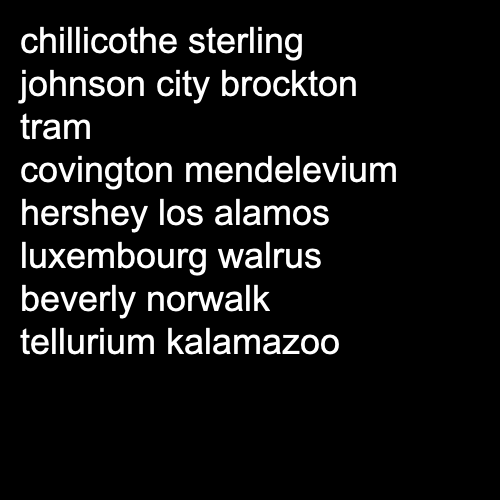 chillicothe sterling
johnson city brockton
tram
covington mendelevium
hershey los alamos
luxembourg walrus
beverly norwalk
tellurium kalamazoo